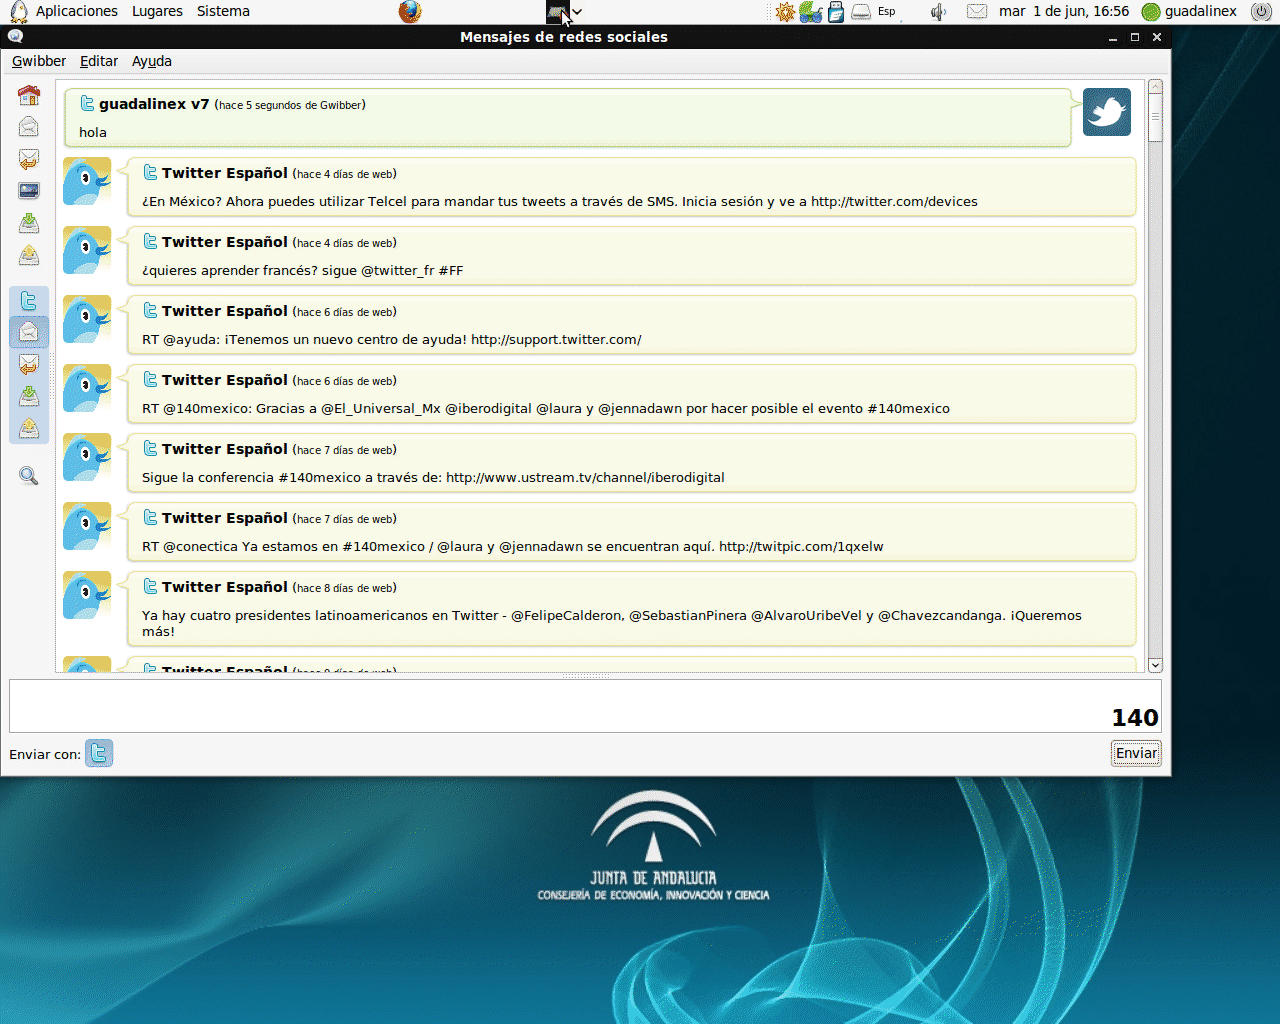 Aplicaciones Lugares Sistema Esp mar 1 de jun, 16:56 guadalinex
Mensajes de redes sociales
Gwibber Editar Ayuda
guadalinex v7 (hace 5 segundos de Gwibber)
hola
Twitter Español (hace 4 días de web)
¿En México? Ahora puedes utilizar Telcel para mandar tus tweets a través de SMS. Inicia sesión y ve a http://twitter.com/devices
Twitter Español (hace 4 días de web)
¿quieres aprender francés? sigue @twitter_fr #FF
Twitter Español (hace 6 días de web)
RT @ayuda: ¡Tenemos un nuevo centro de ayuda! http://support.twitter.com/
Twitter Español (hace 6 días de web)
RT @140mexico: Gracias a @El_Universal_Mx @iberodigital @laura y @jennadawn por hacer posible el evento #140mexico
Twitter Español (hace 7 días de web)
Sigue la conferencia #140mexico a través de: http://www.ustream.tv/channel/iberodigital
Twitter Español (hace 7 días de web)
RT @conectica Ya estamos en #140mexico / @laura y @jennadawn se encuentran aquí. http://twitpic.com/1qxelw
Twitter Español (hace 8 días de web)
Ya hay cuatro presidentes latinoamericanos en Twitter - @FelipeCalderon, @SebastianPinera @AlvaroUribeVel y @Chavezcandanga. ¡Queremos
más!
Twitter Español (hace días de web)
140
Enviar con: Enviar
JUNTA DE ANDALUCIA
CONSEJERÍA DE ECONOMÍA, INNOVACIÓN Y CIENCIA